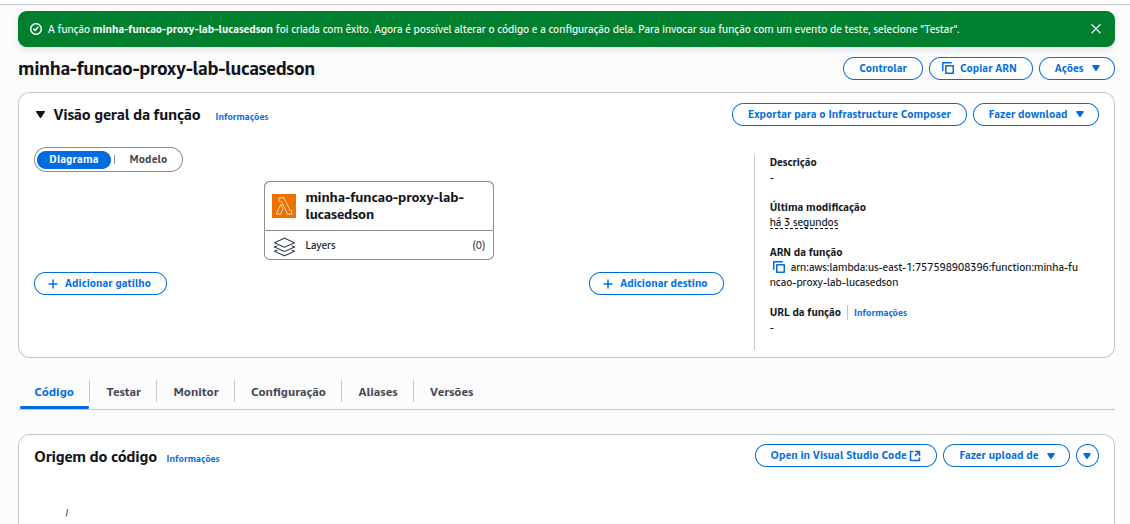 A função minha-funcao-proxy-lab-lucasedson foi criada com êxito. Agora é possível alterar o código e a configuração dela. Para invocar sua função com um evento de teste, selecione "Testar".
minha-funcao-proxy-lab-lucasedson
Controlar
Copiar ARN
Ações
Visão geral da função
Informações
Exportar para o Infrastructure Composer
Fazer download
Diagrama
Modelo
minha-funcao-proxy-lab-
lucasedson
Layers
(0)
Adicionar gatilho
Adicionar destino
Descrição
-
Última modificação
há 3 segundos
ARN da função
arn:aws:lambda:us-east-1:757598908396:function:minha-fu
ncao-proxy-lab-lucasedson
URL da função
Informações
-
Código
Testar
Monitor
Configuração
Aliases
Versões
Origem do código
Informações
Open in Visual Studio Code
Fazer upload de